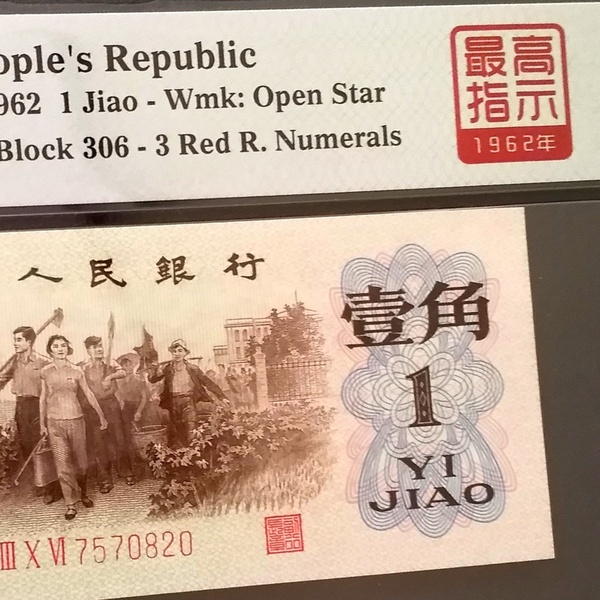 ople's Republic
962 1 Jiao - Wmk: Open Star
Block 306 - 3 Red R. Numerals
最高
指示
1962年
人民銀行
壹角
1
YI
JIAO
Ⅲ Ⅹ Ⅵ 7570820